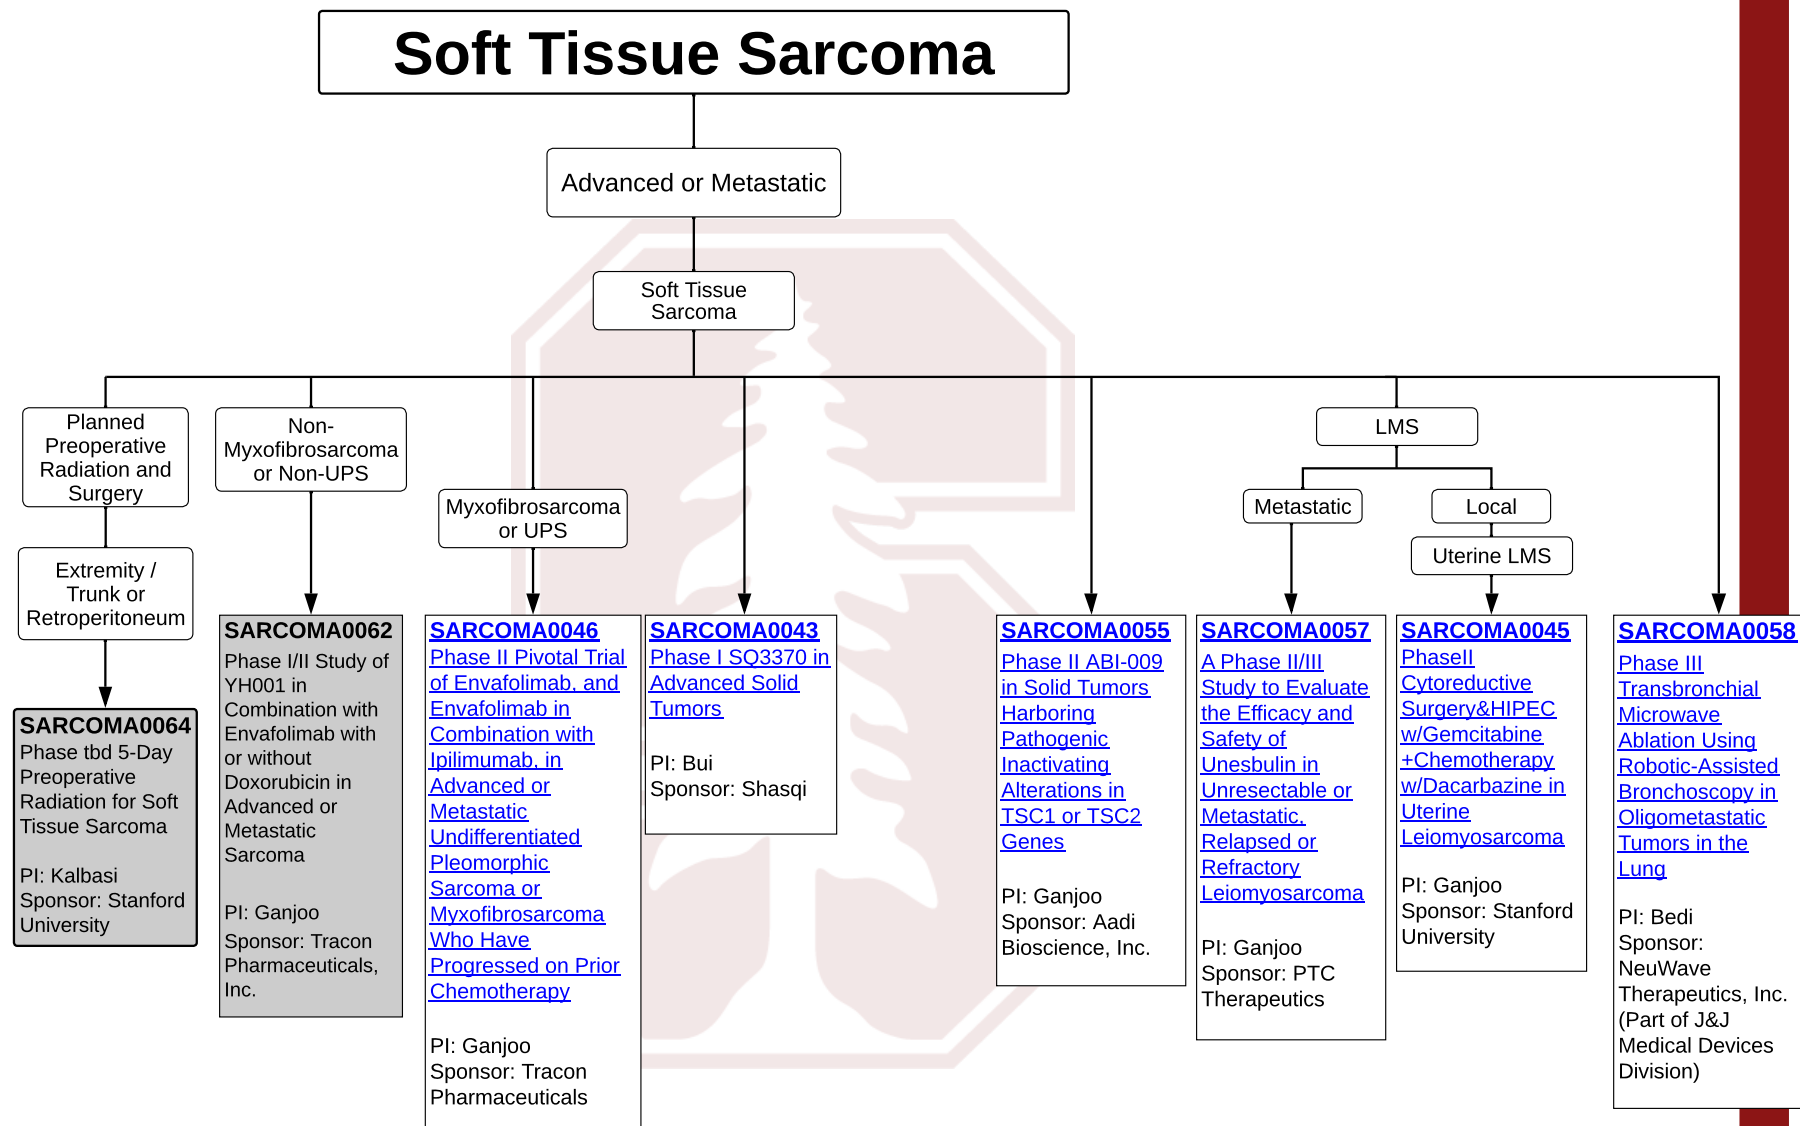 Soft Tissue Sarcoma
Advanced or Metastatic
Soft Tissue
Sarcoma
Planned
Preoperative
Radiation and
Surgery
Extremity /
Trunk or
Retroperitoneum
SARCOMA0064
Phase tbd 5-Day
Preoperative
Radiation for Soft
Tissue Sarcoma
PI: Kalbasi
Sponsor: Stanford
University
Non-
Myxofibrosarcoma
or Non-UPS
SARCOMA0062
Phase I/II Study of
YH001 in
Combination with
Envafolimab with
or without
Doxorubicin in
Advanced or
Metastatic
Sarcoma
PI: Ganjoo
Sponsor: Tracon
Pharmaceuticals,
Inc.
Myxofibrosarcoma
or UPS
SARCOMA0046
Phase II Pivotal Trial
of Envafolimab, and
Envafolimab in
Combination with
Ipilimumab, in
Advanced or
Metastatic
Undifferentiated
Pleomorphic
Sarcoma or
Myxofibrosarcoma
Who Have
Progressed on Prior
Chemotherapy
PI: Ganjoo
Sponsor: Tracon
Pharmaceuticals
SARCOMA0043
Phase I SQ3370 in
Advanced Solid
Tumors
PI: Bui
Sponsor: Shasqi
SARCOMA0055
Phase II ABI-009
in Solid Tumors
Harboring
Pathogenic
Inactivating
Alterations in
TSC1 or TSC2
Genes
PI: Ganjoo
Sponsor: Aadi
Bioscience, Inc.
LMS
Metastatic
SARCOMA0057
A Phase II/III
Study to Evaluate
the Efficacy and
Safety of
Unesbulin in
Unresectable or
Metastatic,
Relapsed or
Refractory
Leiomyosarcoma
PI: Ganjoo
Sponsor: PTC
Therapeutics
Local
Uterine LMS
SARCOMA0045
PhaseII
Cytoreductive
Surgery&HIPEC
w/Gemcitabine
+Chemotherapy
w/Dacarbazine in
Uterine
Leiomyosarcoma
PI: Ganjoo
Sponsor: Stanford
University
SARCOMA0058
Phase III
Transbronchial
Microwave
Ablation Using
Robotic-Assisted
Bronchoscopy in
Oligometastatic
Tumors in the
Lung
PI: Bedi
Sponsor:
NeuWave
Therapeutics, Inc.
(Part of J&J
Medical Devices
Division)